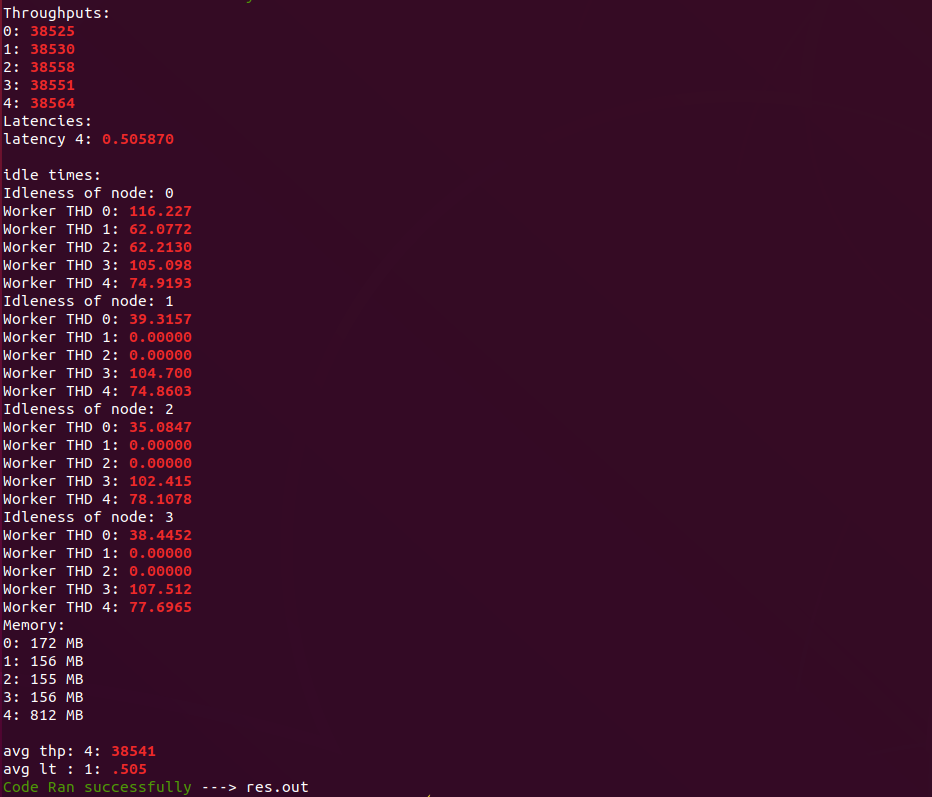 Throughputs:
0: 38525
1: 38530
2: 38558
3: 38551
4: 38564
Latencies:
latency 4: 0.505870
idle times:
Idleness of node: 0
Worker THD 0: 116.227
Worker THD 1: 62.0772
Worker THD 2: 62.2130
Worker THD 3: 105.098
Worker THD 4: 74.9193
Idleness of node: 1
Worker THD 0: 39.3157
Worker THD 1: 0.00000
Worker THD 2: 0.00000
Worker THD 3: 104.700
Worker THD 4: 74.8603
Idleness of node: 2
Worker THD 0: 35.0847
Worker THD 1: 0.00000
Worker THD 2: 0.00000
Worker THD 3: 102.415
Worker THD 4: 78.1078
Idleness of node: 3
Worker THD 0: 38.4452
Worker THD 1: 0.00000
Worker THD 2: 0.00000
Worker THD 3: 107.512
Worker THD 4: 77.6965
Memory:
0: 172 MB
1: 156 MB
2: 155 MB
3: 156 MB
4: 812 MB
avg thp: 4: 38541
avg lt : 1: .505
Code Ran successfully ---> res.out